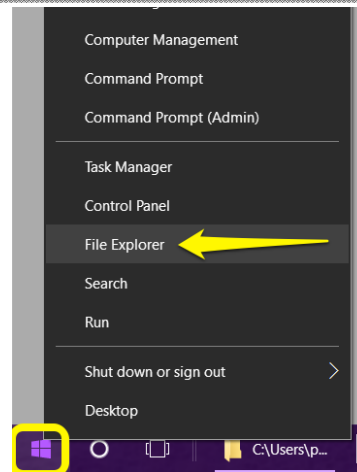 Computer Management
Command Prompt
Command Prompt (Admin)
Task Manager
Control Panel
File Explorer
Search
Run
Shut down or sign out
Desktop
C:\Users\p...